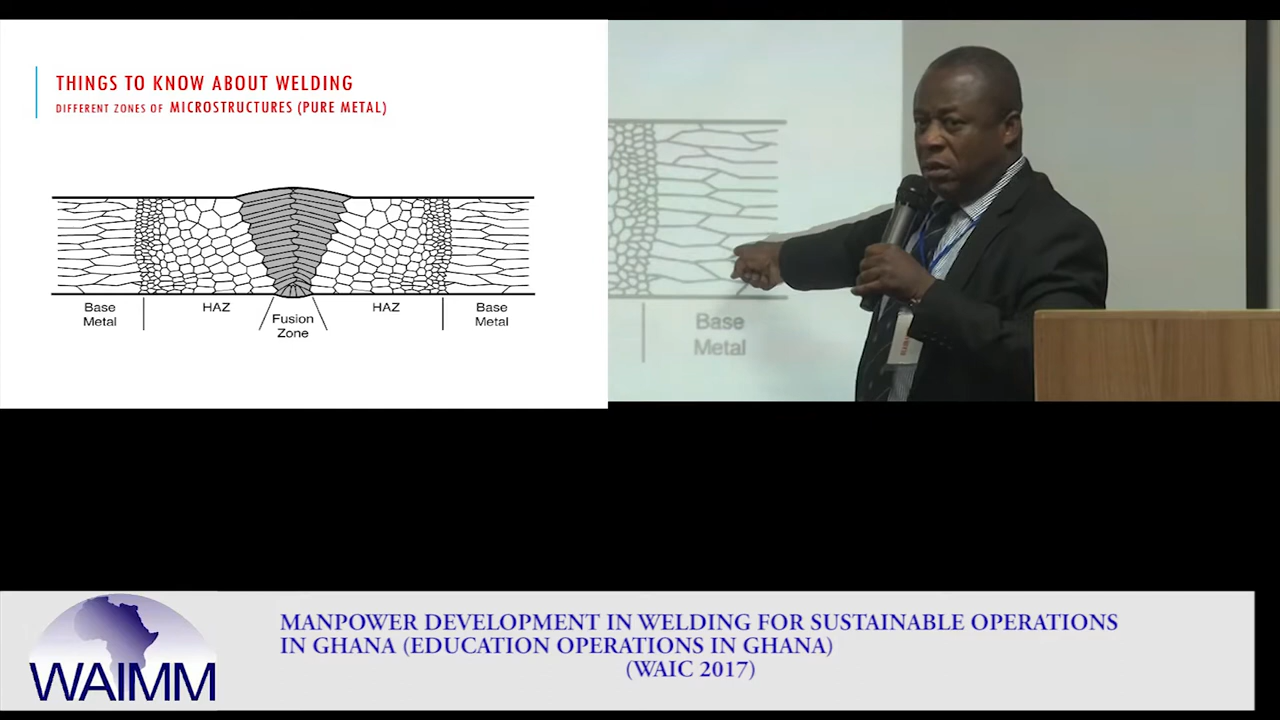 THINGS TO KNOW ABOUT WELDING
DIFFERENT ZONES OF MICROSTRUCTURES (PURE METAL)
Base
Metal
HAZ
Fusion
Zone
HAZ
Base
Metal
Base
Metal
WAIMM
MANPOWER DEVELOPMENT IN WELDING FOR SUSTAINABLE OPERATIONS
IN GHANA (EDUCATION OPERATIONS IN GHANA)
(WAIC 2017)